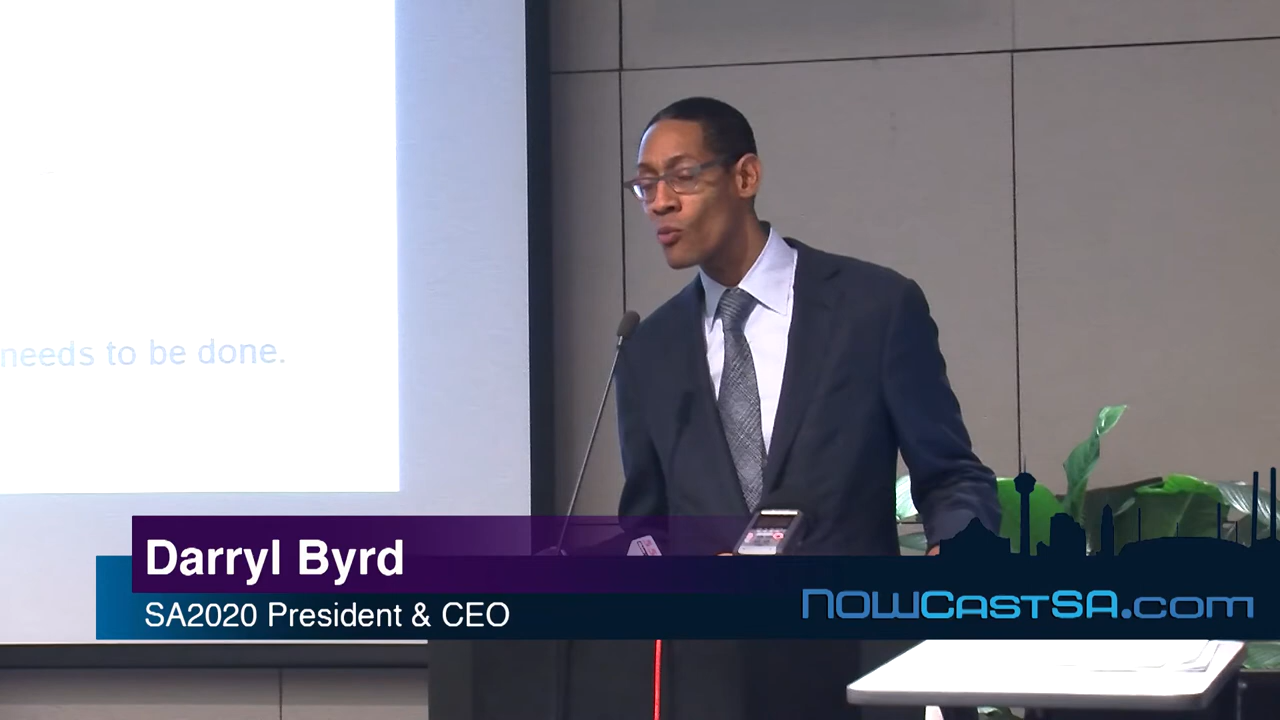 needs to be done.
Darryl Byrd
SA2020 President & CEO
NOWCastSA.com